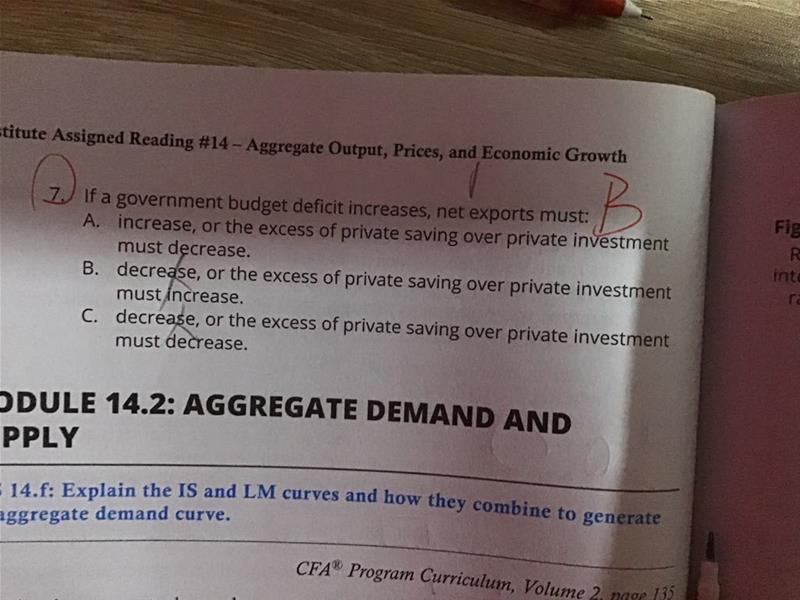 stitute Assigned Reading #14 – Aggregate Output, Prices, and Economic Growth
7. If a government budget deficit increases, net exports must: B
A. increase, or the excess of private saving over private investment
must decrease.
B. decrease, or the excess of private saving over private investment
must increase.
C. decrease, or the excess of private saving over private investment
must decrease.
ODULE 14.2: AGGREGATE DEMAND AND
PPLY
14.f: Explain the IS and LM curves and how they combine to generate
aggregate demand curve.
CFA® Program Curriculum, Volume 2, page 135
Fig
R
inte
ra